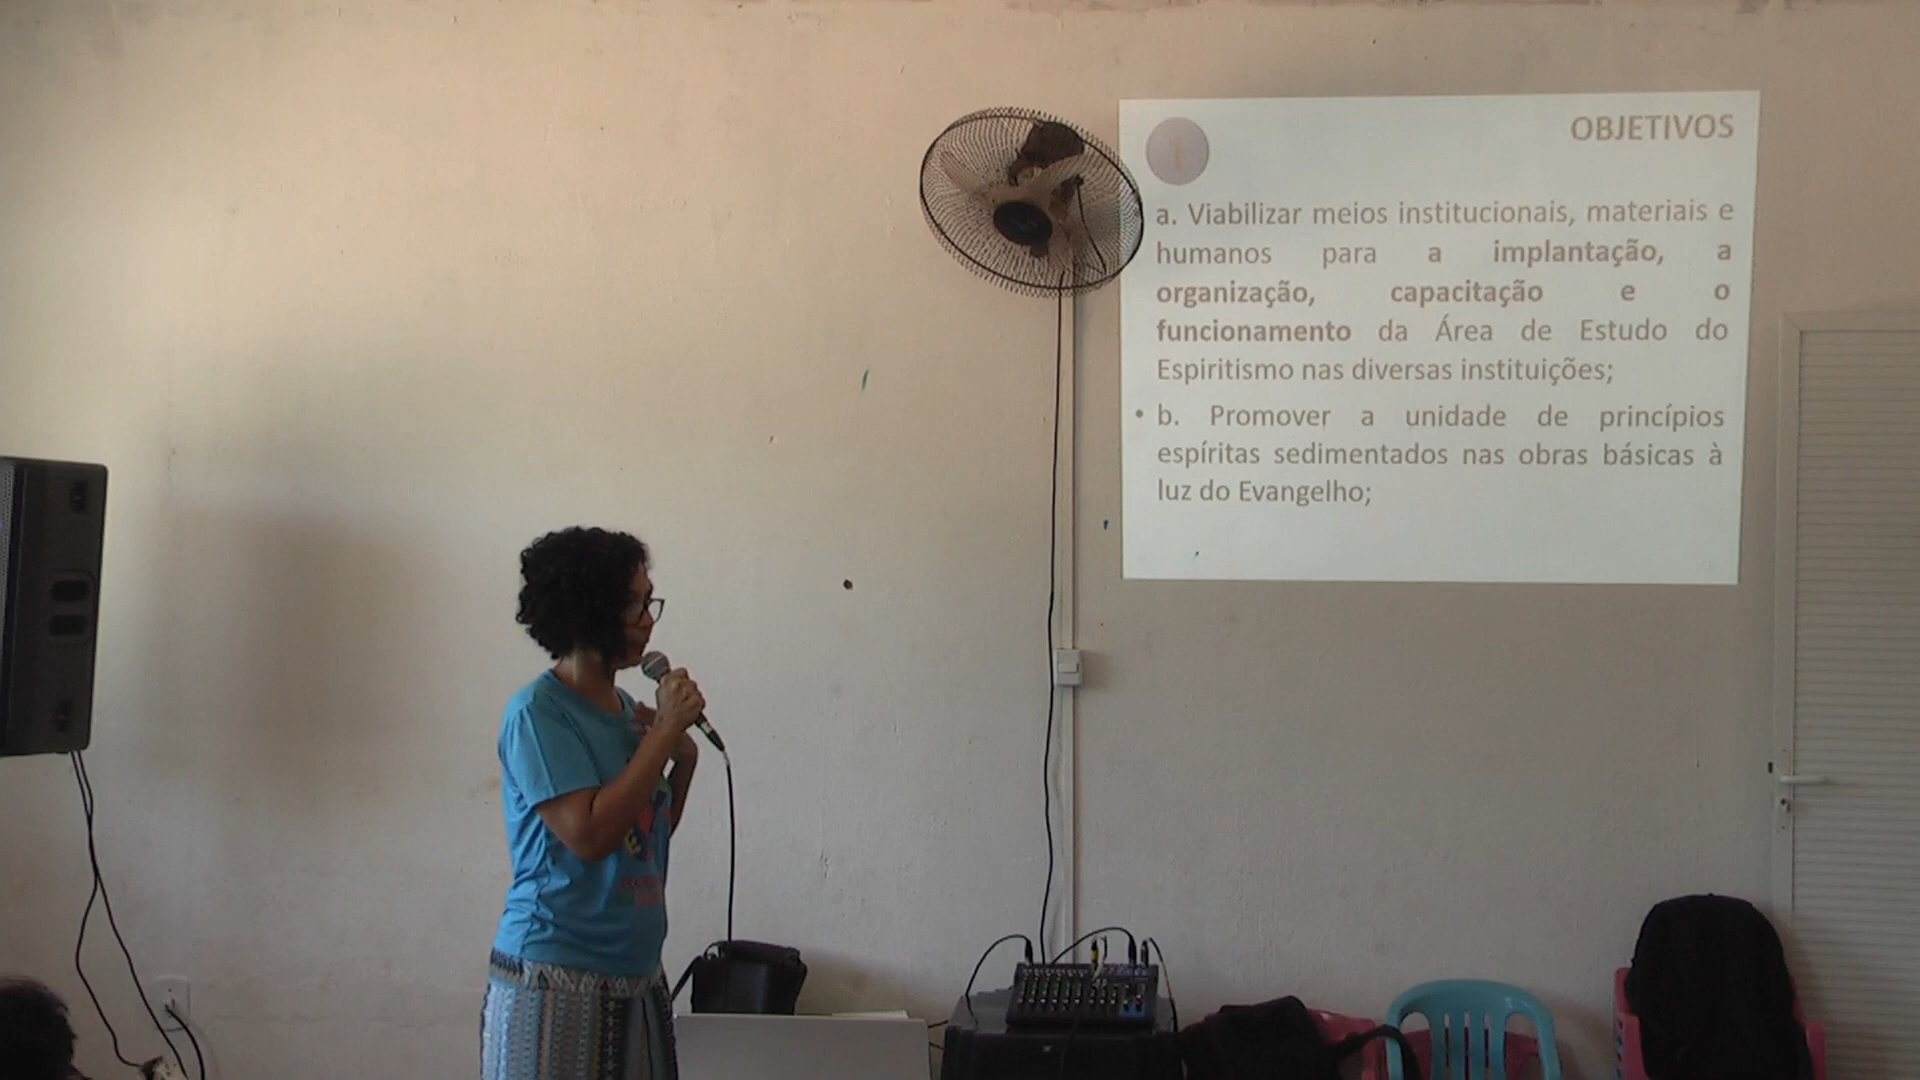 OBJETIVOS
1
a. Viabilizar meios institucionais, materiais e
humanos para a implantação, a
organização, capacitação e o
funcionamento da Área de Estudo do
Espiritismo nas diversas instituições;
• b. Promover a unidade de princípios
espíritas sedimentados nas obras básicas à
luz do Evangelho;